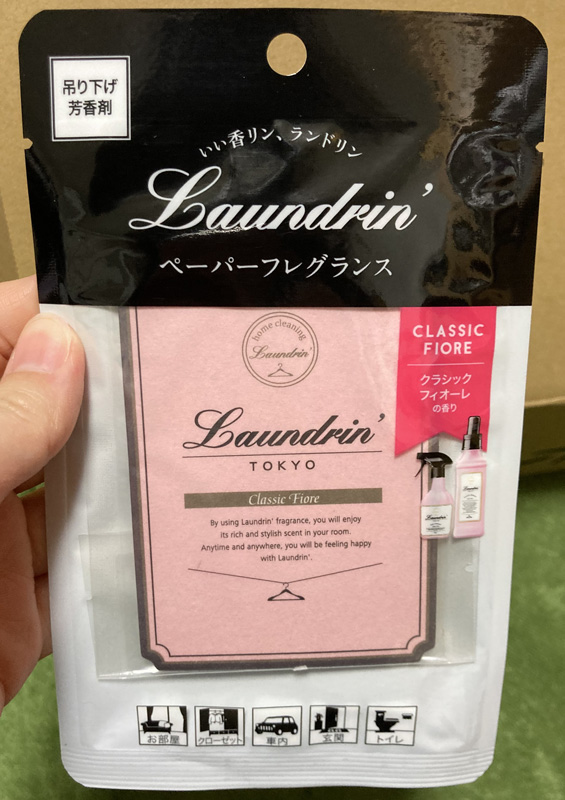 吊り下げ
芳香剤
いい香リン、ランドリン
Laundrin'
ペーパーフレグランス
CLASSIC
FIORE
クラシック
フィオーレ
の香り
home cleaning
Laundrin'
Laundrin'
TOKYO
Classic Fiore
By using Laundrin' fragrance, you will enjoy
its rich and stylish scent in your room.
Anytime and anywhere, you will be feeling happy
with Laundrin'.
Laundrin'
Laundrin'
お部屋
クローゼット
車内
玄関
トイレ